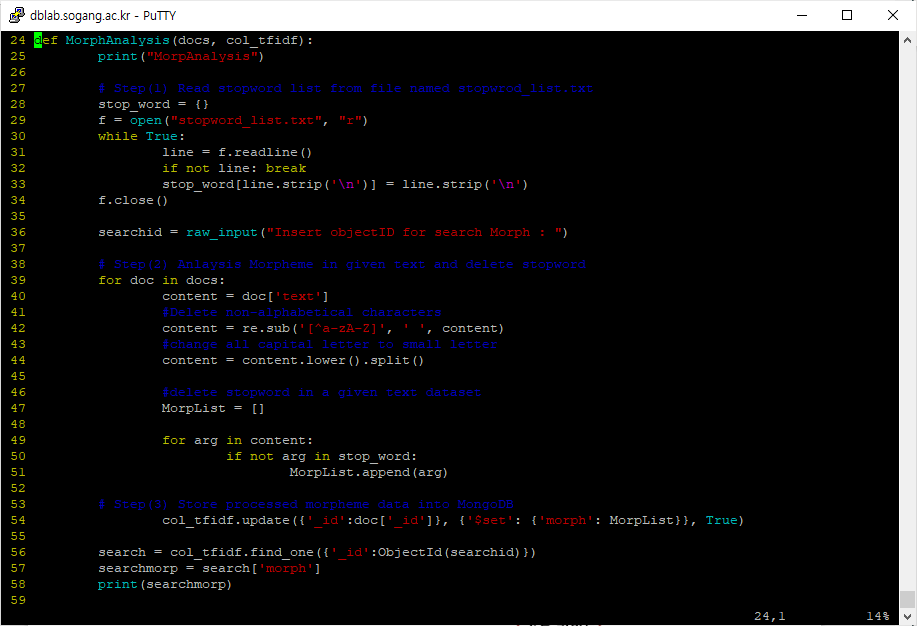 dblab.sogang.ac.kr - PuTTY
24 def MorphAnalysis(docs, col_tfidf):
25         print("MorpAnalysis")
26
27         # Step(1) Read stopword list from file named stopwrod_list.txt
28         stop_word = {}
29         f = open("stopword_list.txt", "r")
30         while True:
31                 line = f.readline()
32                 if not line: break
33                 stop_word[line.strip('\n')] = line.strip('\n')
34         f.close()
35
36         searchid = raw_input("Insert objectID for search Morph : ")
37
38         # Step(2) Anlaysis Morpheme in given text and delete stopword
39         for doc in docs:
40                 content = doc['text']
41                 #Delete non-alphabetical characters
42                 content = re.sub('[^a-zA-Z]', ' ', content)
43                 #change all capital letter to small letter
44                 content = content.lower().split()
45
46                 #delete stopword in a given text dataset
47                 MorpList = []
48
49                 for arg in content:
50                         if not arg in stop_word:
51                                 MorpList.append(arg)
52
53         # Step(3) Store processed morpheme data into MongoDB
54                 col_tfidf.update({'_id':doc['_id']}, {'$set': {'morph': MorpList}}, True)
55
56         search = col_tfidf.find_one({'_id':ObjectId(searchid)})
57         searchmorp = search['morph']
58         print(searchmorp)
59
24,1          14%